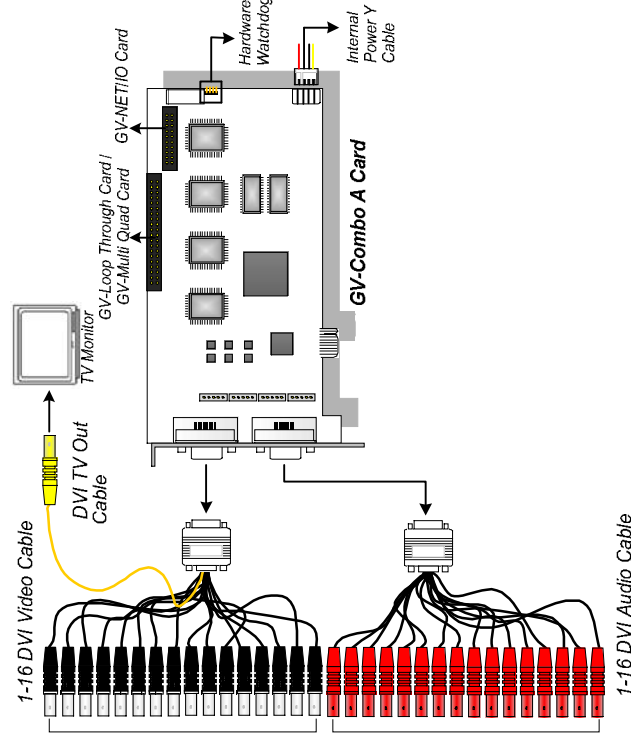 Hardware
Watchdog
Internal
Power Y
Cable
GV-NET/IO Card
GV-Loop Through Card /
GV-Multi Quad Card
GV-Combo A Card
TV Monitor
DVI TV Out
Cable
1-16 DVI Video Cable
1-16 DVI Audio Cable